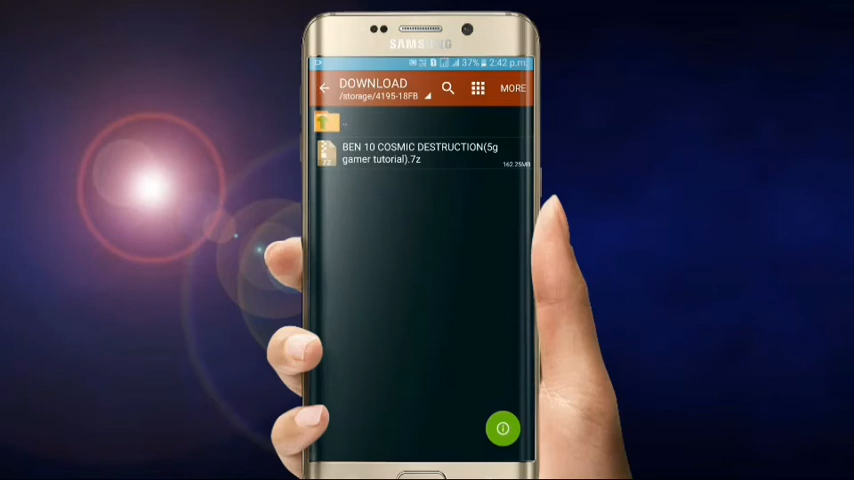 SAMSUNG
37% 2:42 p.m.
DOWNLOAD
/storage/4195-18FB
MORE
..
BEN 10 COSMIC DESTRUCTION(5g
gamer tutorial).7z
7Z
162.25MB